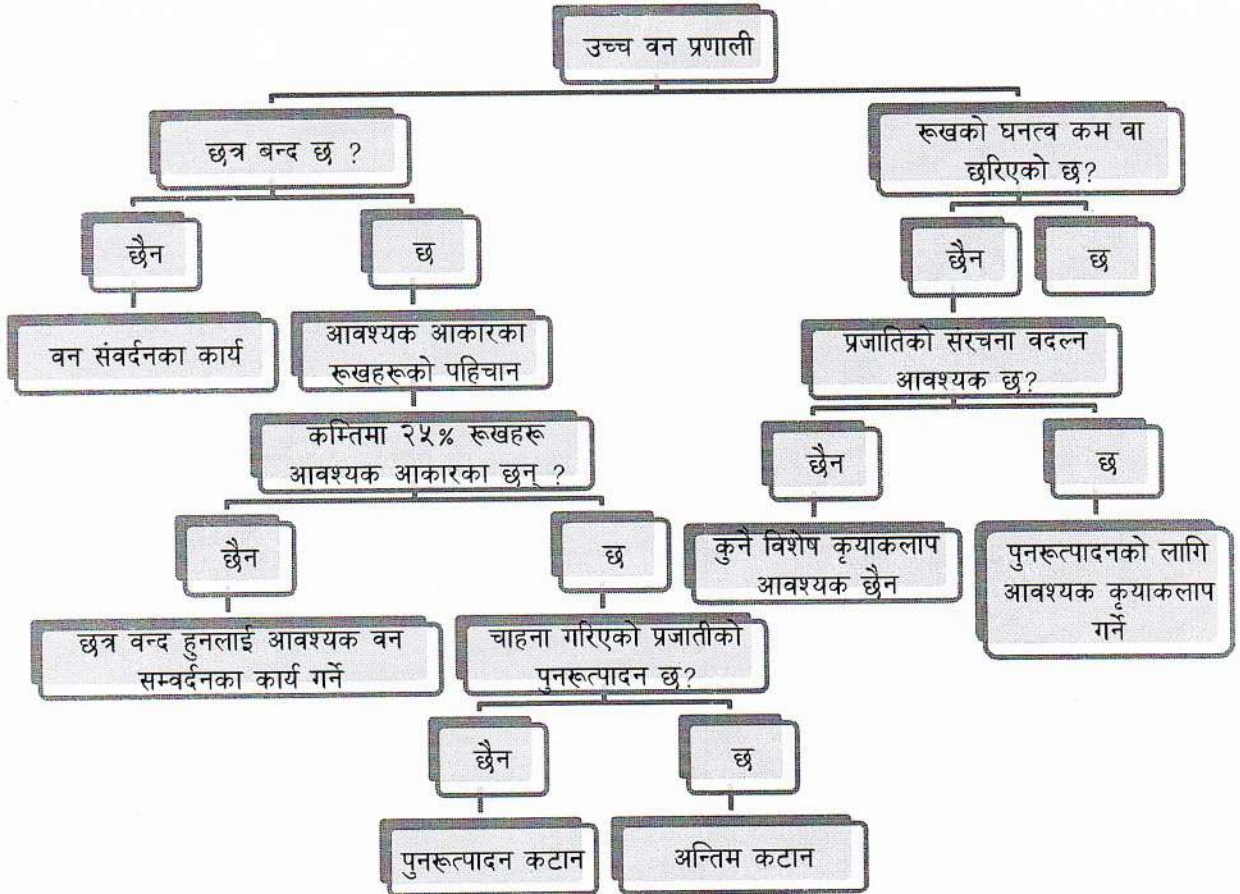 उच्च वन प्रणाली
छत्र बन्द छ ?
रूखको घनत्व कम वा
छरिएको छ?
छैन
छ
छैन
छ
वन संवर्दनका कार्य
आवश्यक आकारका
रूखहरूको पहिचान
प्रजातिको संरचना वदल्न
आवश्यक छ?
कम्तिमा २५% रूखहरू
आवश्यक आकारका छन् ?
छैन
छ
छैन
छ
कुनै विशेष कृयाकलाप
आवश्यक छैन
पुनरूत्पादनको लागि
आवश्यक कृयाकलाप
गर्ने
छत्र वन्द हुनलाई आवश्यक वन
सम्वर्दनका कार्य गर्ने
चाहना गरिएको प्रजातीको
पुनरूत्पादन छ?
छैन
छ
पुनरूत्पादन कटान
अन्तिम कटान